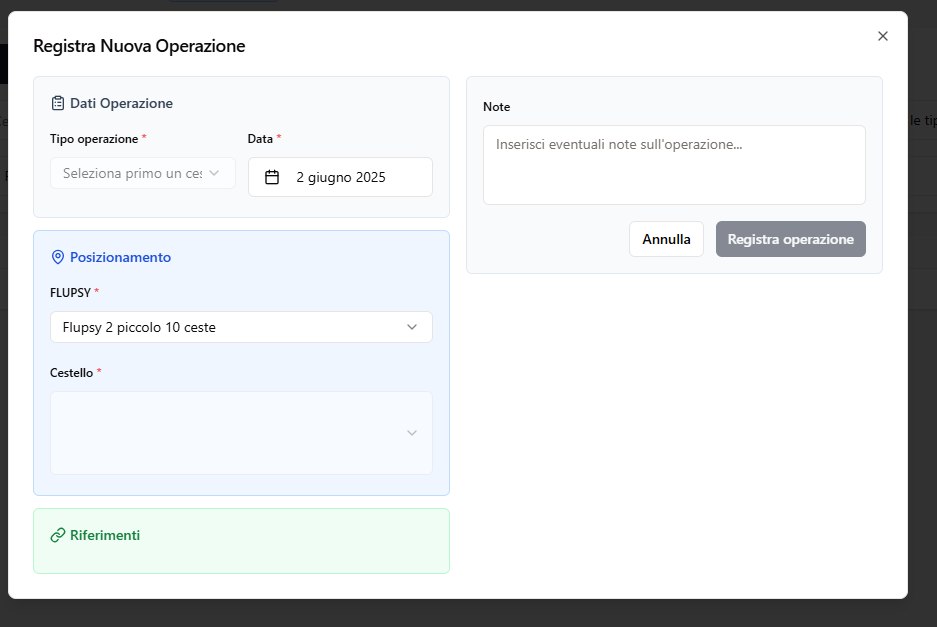 Registra Nuova Operazione
Dati Operazione
Tipo operazione *
Data *
Seleziona primo un ces
2 giugno 2025
Posizionamento
FLUPSY *
Flupsy 2 piccolo 10 ceste
Cestello *
Riferimenti
Note
Inserisci eventuali note sull'operazione...
Annulla
Registra operazione
le tip